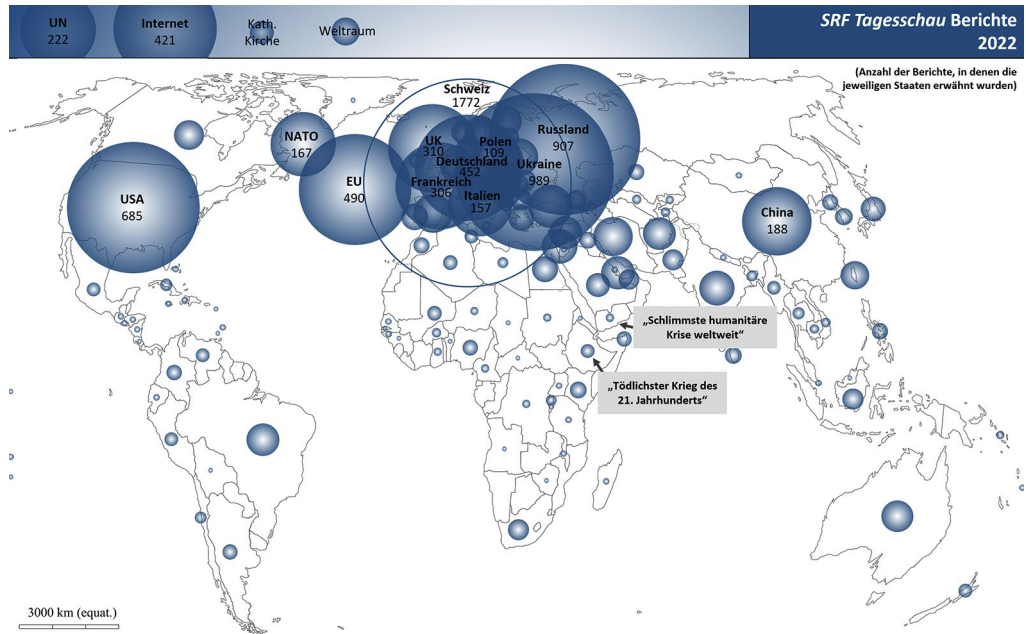 UN
222
Internet
421
Kath.
Kirche
Weltraum
SRF Tagesschau Berichte
2022
(Anzahl der Berichte, in denen die
jeweiligen Staaten erwähnt wurden)
Schweiz
1772
NATO
167
UK
310
Polen
109
Russland
907
Deutschland
452
Ukraine
989
EU
490
Frankreich
306
Italien
157
USA
685
China
188
„Schlimmste humanitäre
Krise weltweit“
„Tödlichster Krieg des
21. Jahrhunderts“
3000 km (equat.)